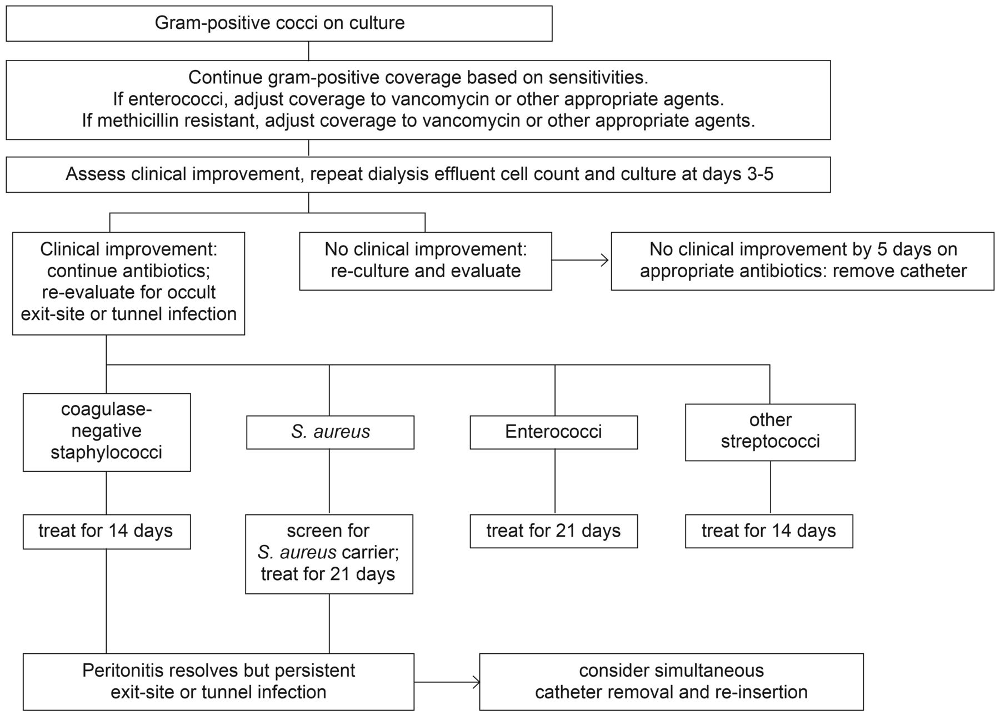 Gram-positive cocci on culture
Continue gram-positive coverage based on sensitivities.
If enterococci, adjust coverage to vancomycin or other appropriate agents.
If methicillin resistant, adjust coverage to vancomycin or other appropriate agents.
Assess clinical improvement, repeat dialysis effluent cell count and culture at days 3-5
Clinical improvement:
continue antibiotics;
re-evaluate for occult
exit-site or tunnel infection
No clinical improvement:
re-culture and evaluate
No clinical improvement by 5 days on
appropriate antibiotics: remove catheter
coagulase-
negative
staphylococci
S. aureus
Enterococci
other
streptococci
treat for 14 days
screen for
S. aureus carrier;
treat for 21 days
treat for 21 days
treat for 14 days
Peritonitis resolves but persistent
exit-site or tunnel infection
consider simultaneous
catheter removal and re-insertion